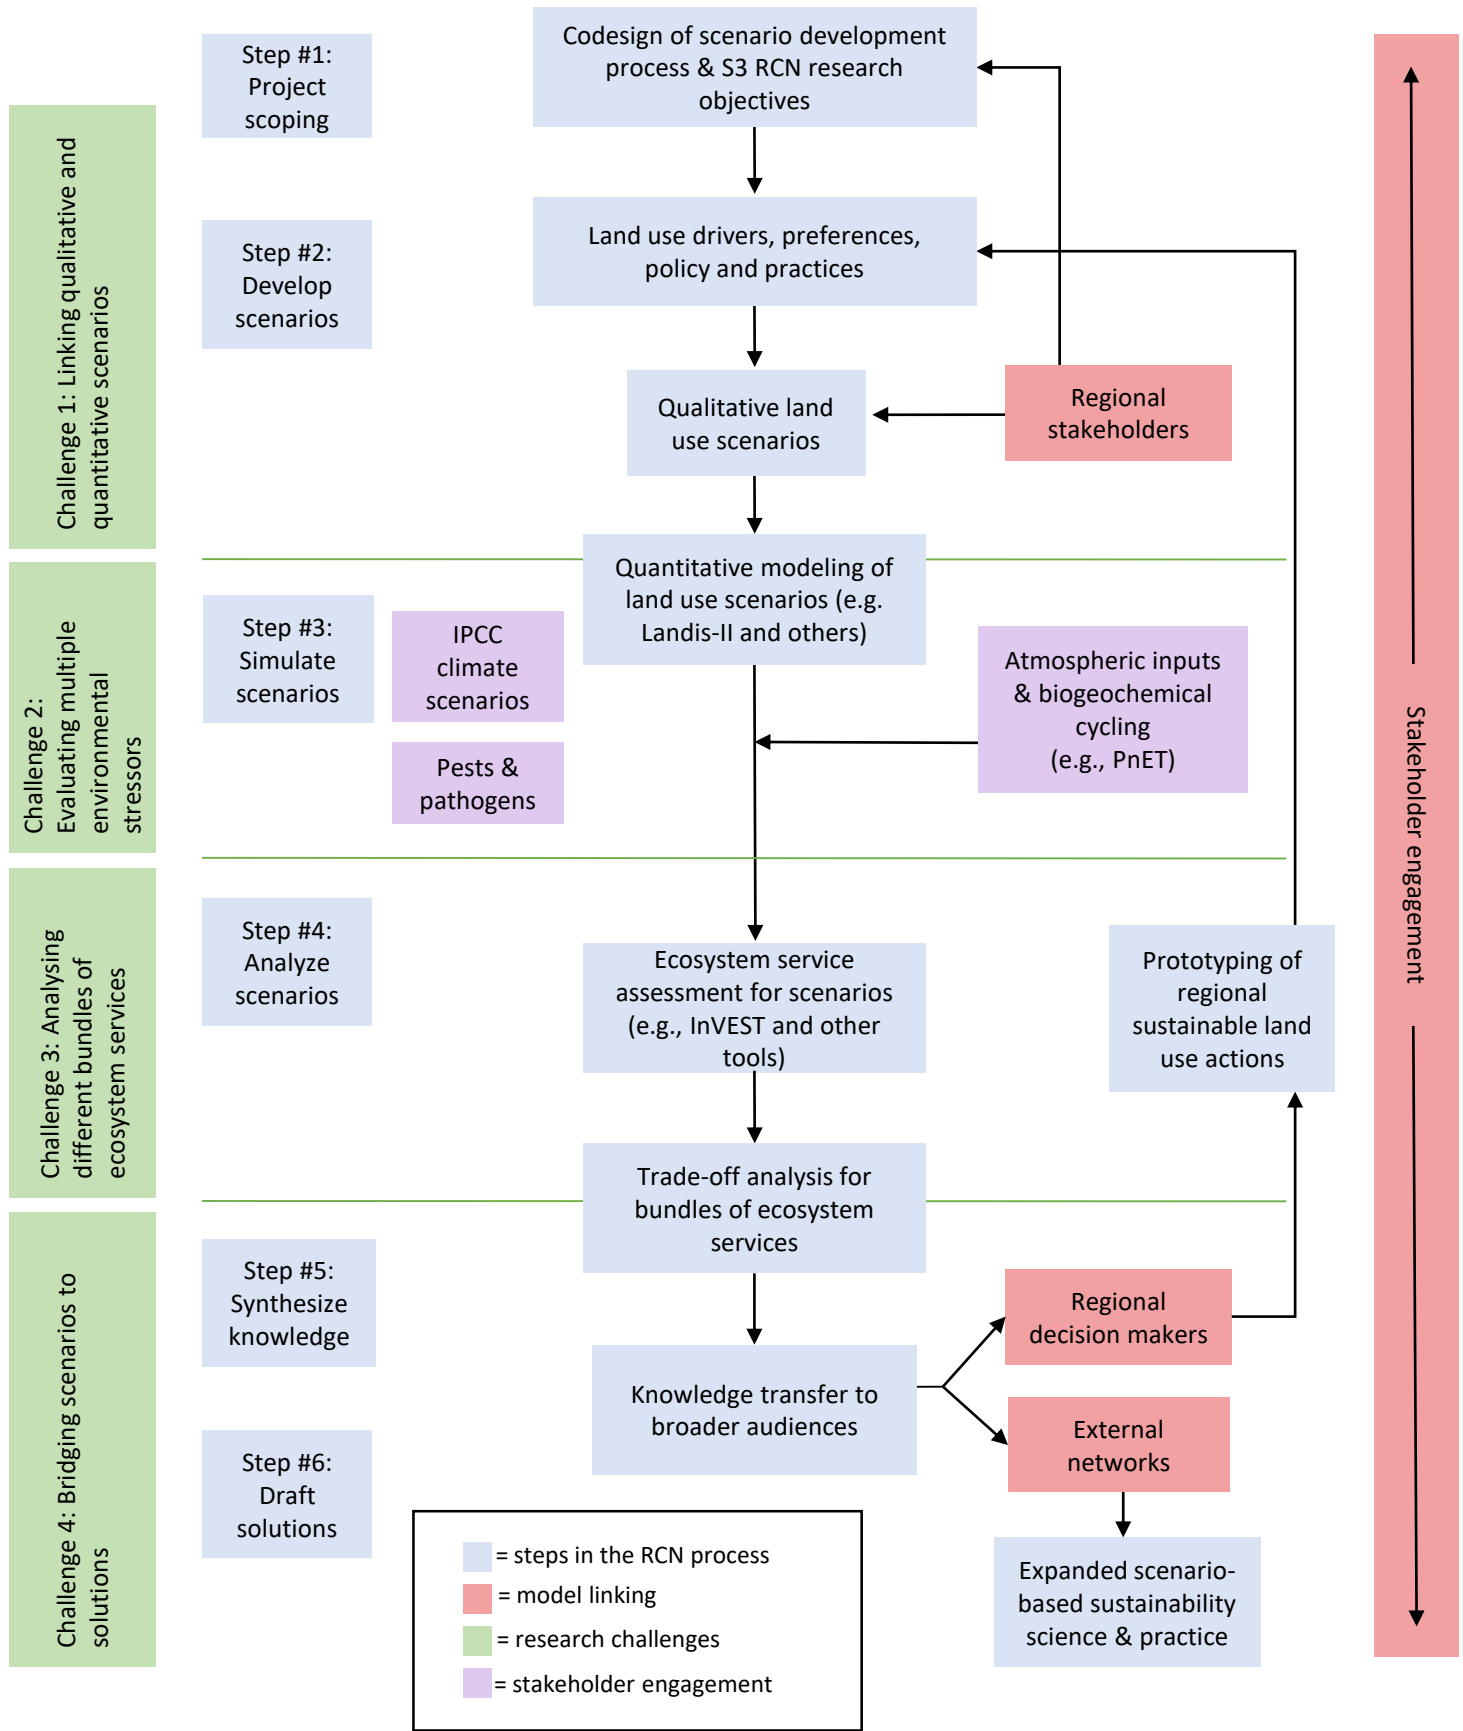 Step #1:
Project
scoping
Codesign of scenario development
process & S3 RCN research
objectives
Challenge 1: Linking qualitative and
quantitative scenarios
Step #2:
Develop
scenarios
Land use drivers, preferences,
policy and practices
Qualitative land
use scenarios
Regional
stakeholders
Quantitative modeling of
land use scenarios (e.g.
Landis-II and others)
Challenge 2:
Evaluating multiple
environmental
stressors
Step #3:
Simulate
scenarios
IPCC
climate
scenarios
Pests &
pathogens
Atmospheric inputs
& biogeochemical
cycling
(e.g., PnET)
Stakeholder engagement
Challenge 3: Analysing
different bundles of
ecosystem services
Step #4:
Analyze
scenarios
Ecosystem service
assessment for scenarios
(e.g., InVEST and other
tools)
Prototyping of
regional
sustainable land
use actions
Trade-off analysis for
bundles of ecosystem
services
Challenge 4: Bridging scenarios to
solutions
Step #5:
Synthesize
knowledge
Regional
decision makers
Knowledge transfer to
broader audiences
External
networks
Step #6:
Draft
solutions
Expanded scenario-
based sustainability
science & practice
= steps in the RCN process
= model linking
= research challenges
= stakeholder engagement